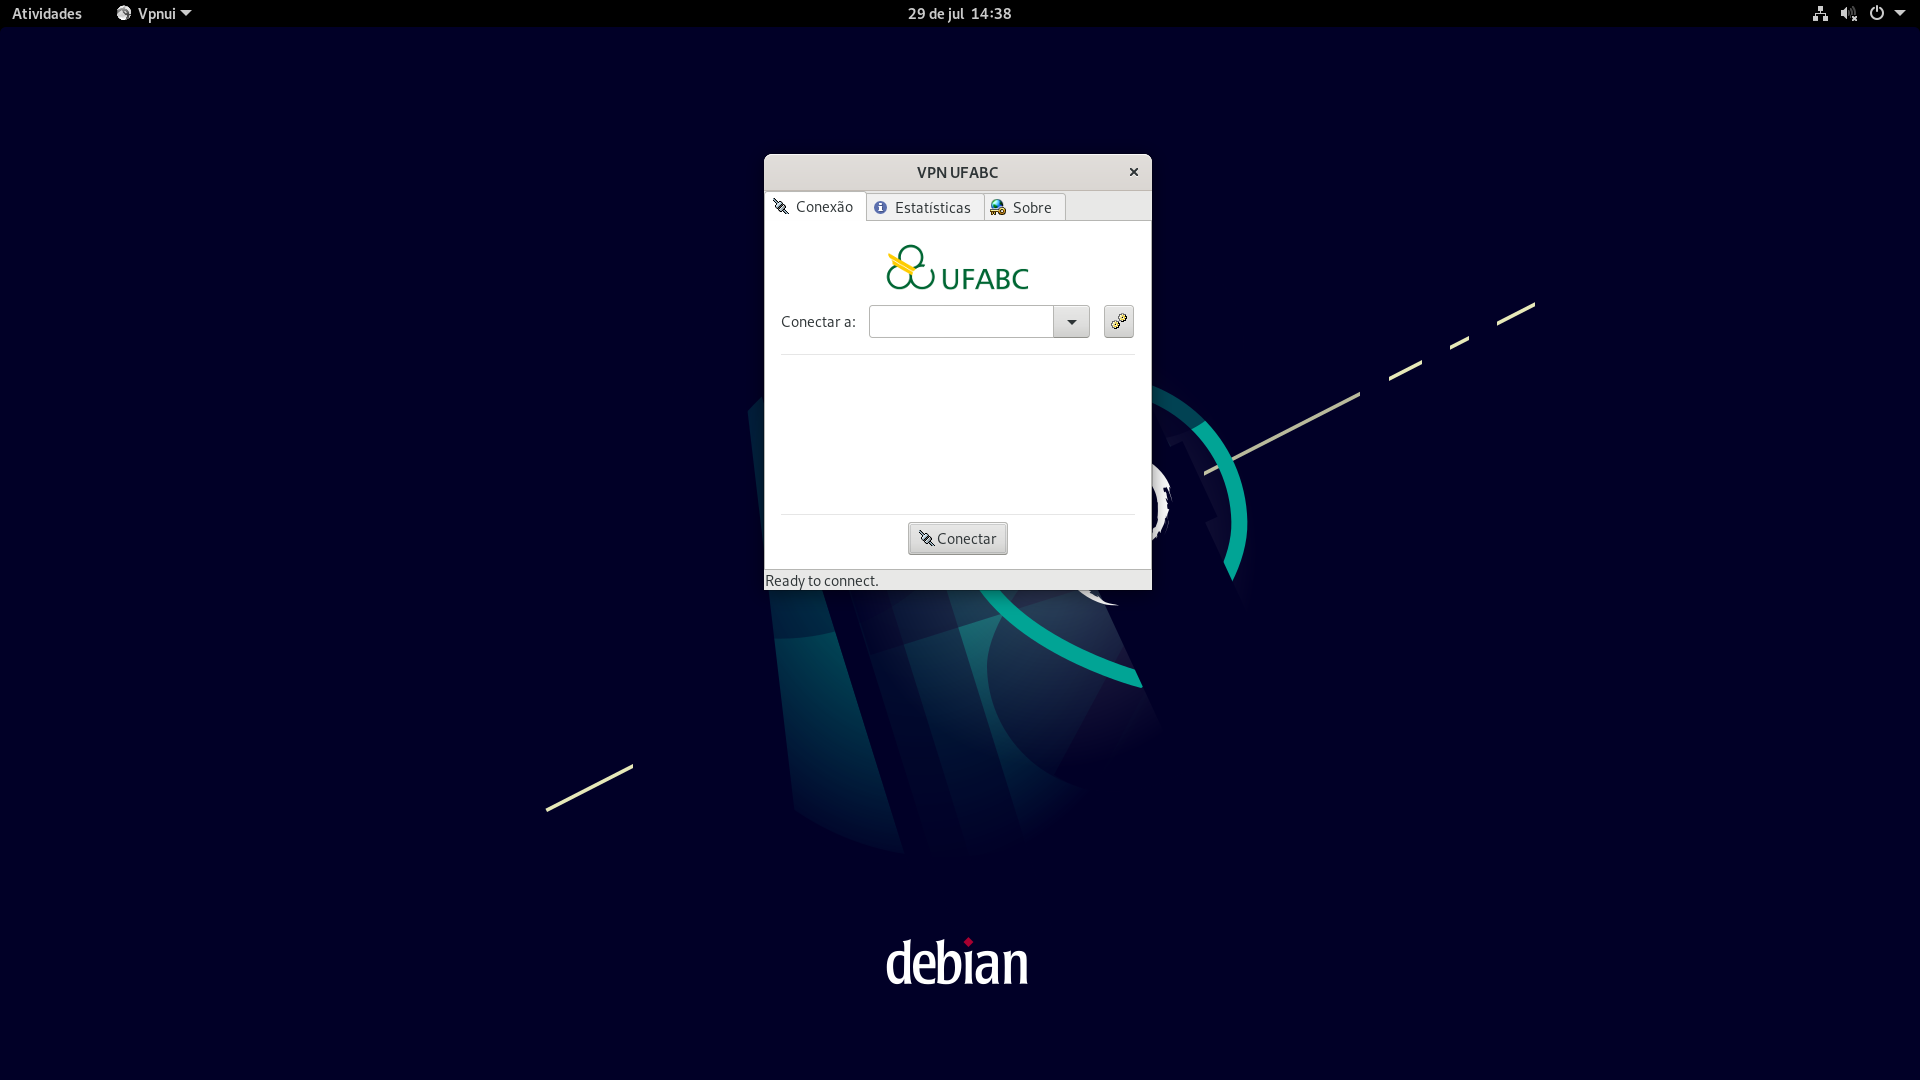 Atividades Vpnui 29 de jul 14:38
VPN UFABC
Conexão Estatísticas Sobre
UFABC
Conectar a:
Conectar
Ready to connect.
debian